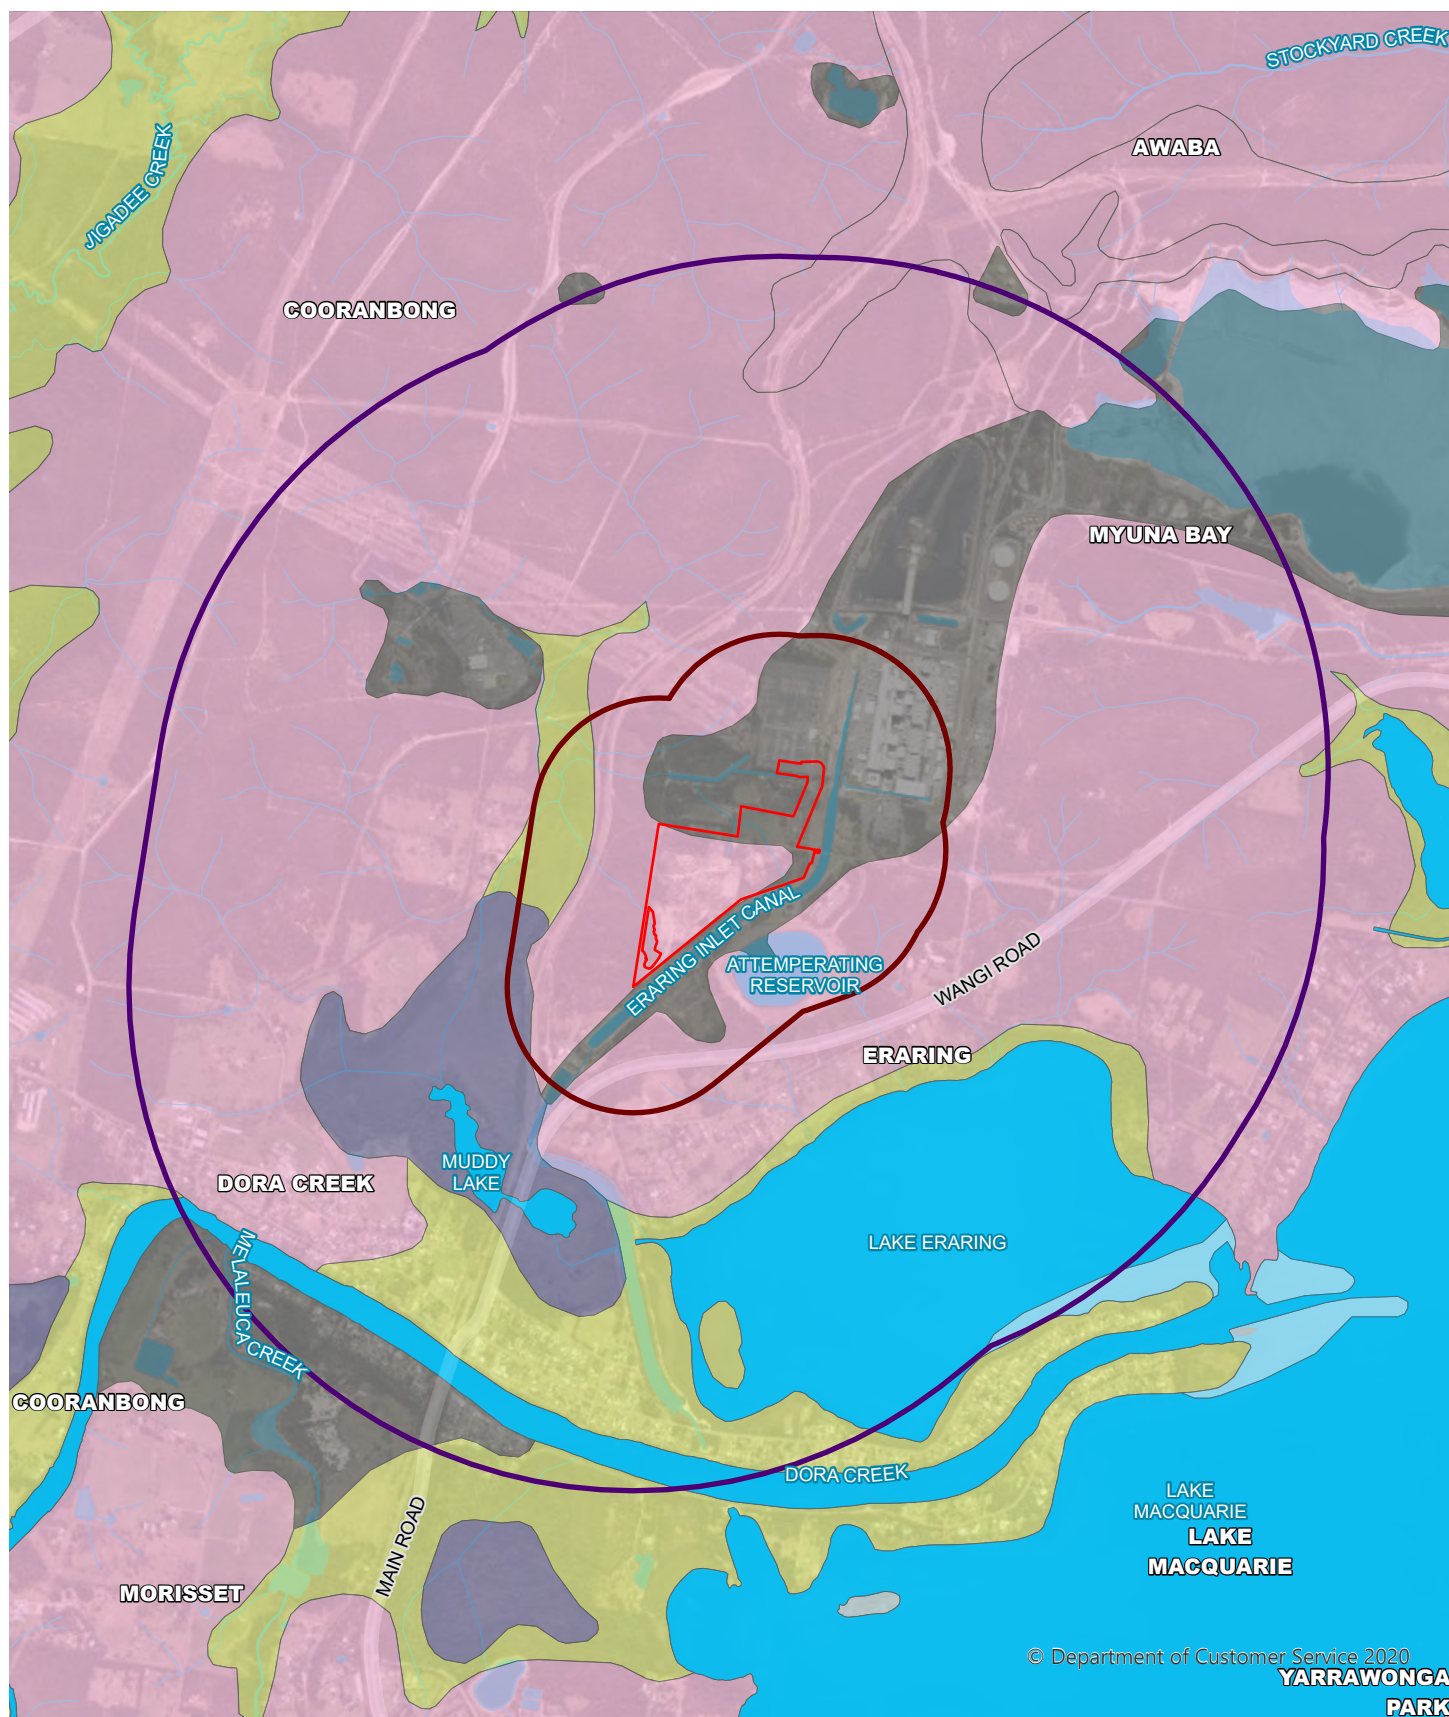 STOCKYARD CREEK
AWABA
JIGADEE CREEK
COORANBONG
MYUNA BAY
ERARING INLET CANAL
ATTEMPERATING
RESERVOIR
WANGI ROAD
ERARING
MUDDY
LAKE
DORA CREEK
LAKE ERARING
MELALEUCA CREEK
COORANBONG
DORA CREEK
LAKE
MACQUARIE
LAKE
MACQUARIE
MAIN ROAD
MORISSET
© Department of Customer Service 2020
YARRAWONGA
PARK